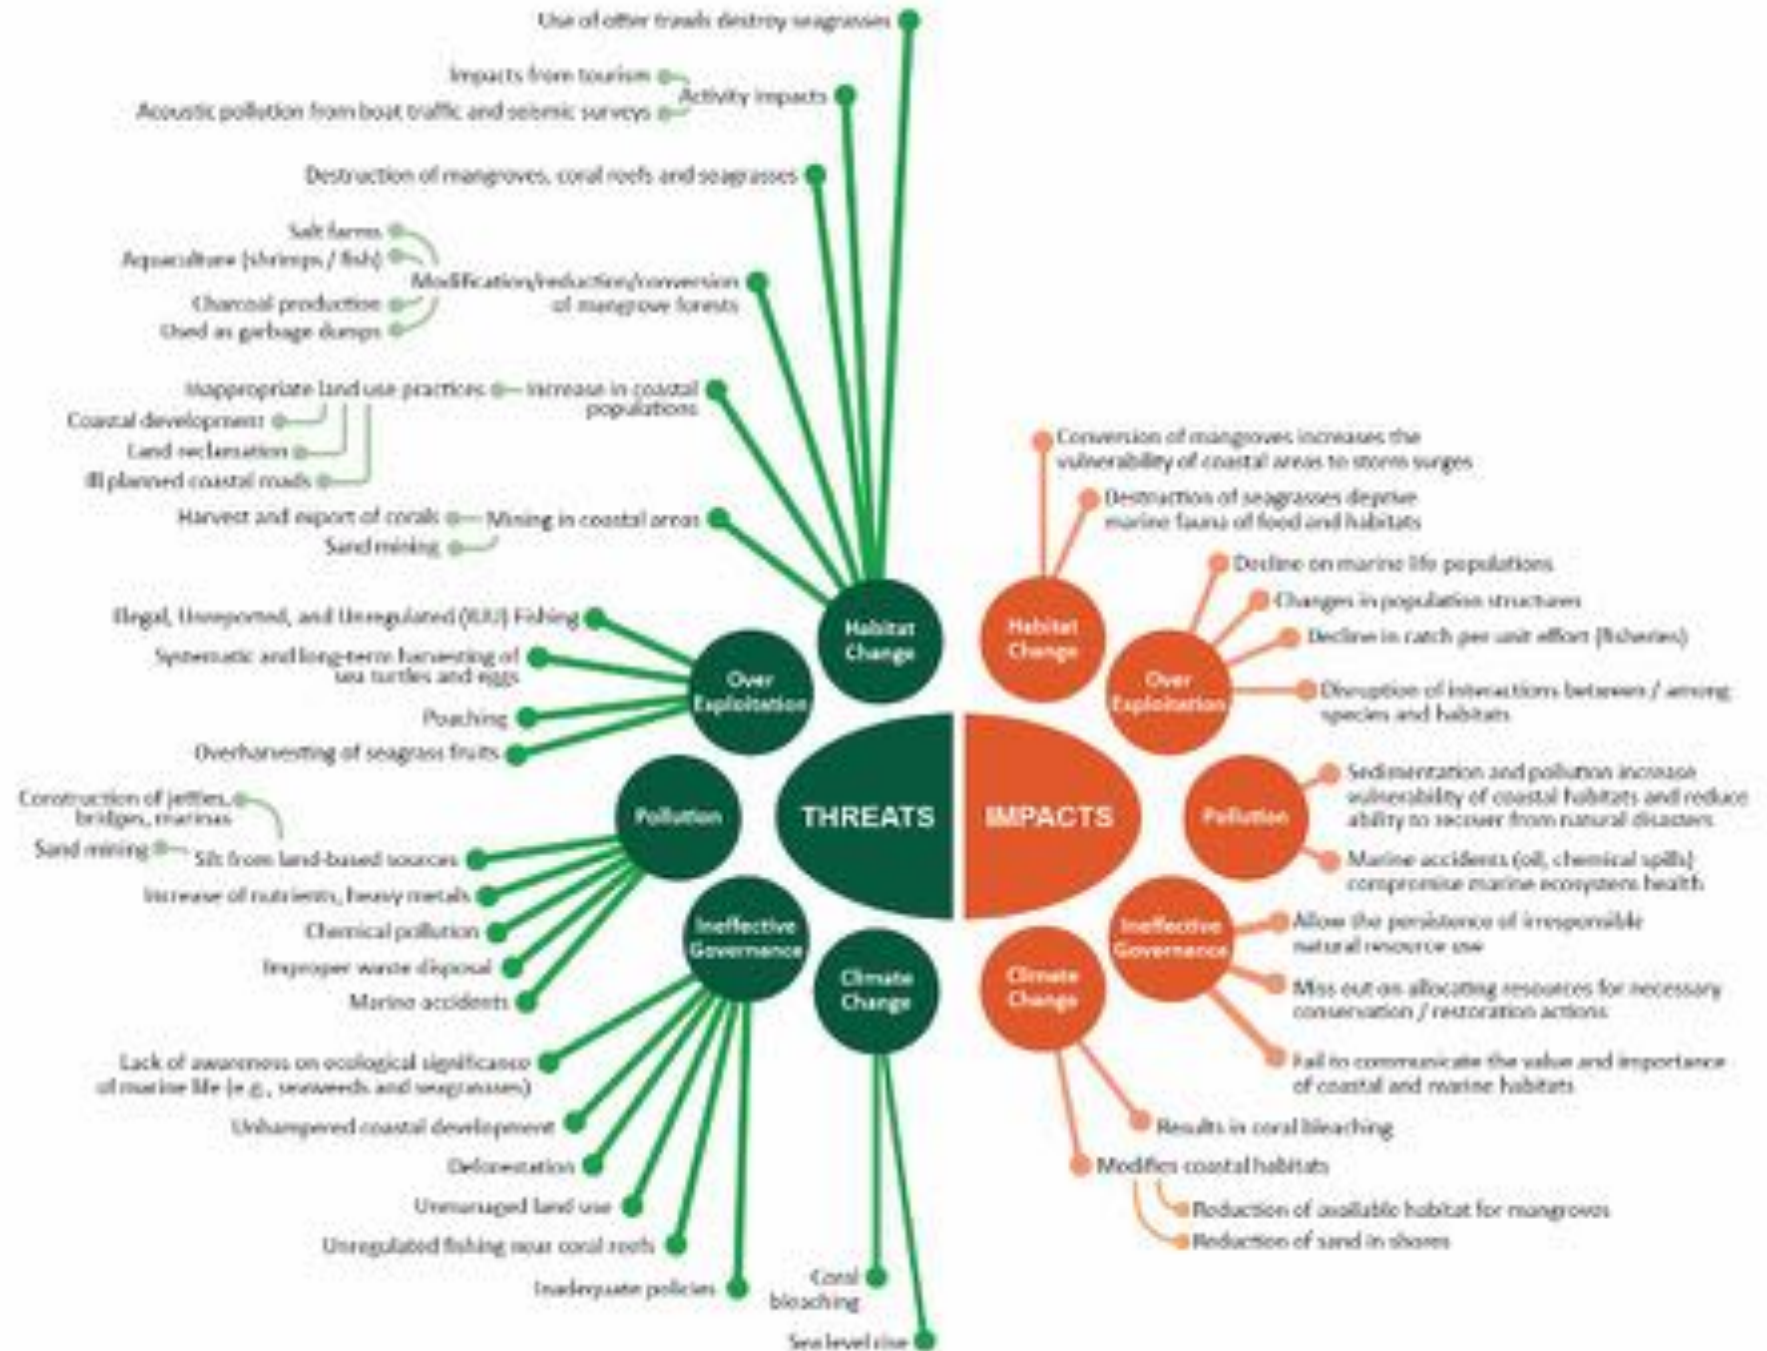 Use of otter trawls destroy seagrasses
Impacts from tourism
Activity impacts
Acoustic pollution from boat traffic and seismic surveys
Destruction of mangroves, coral reefs and seagrasses
Salt farms
Aquaculture (shrimps / fish)
Modification/reduction/conversion
of mangrove forests
Charcoal production
Used as garbage dumps
Inappropriate land use practices
Increase in coastal
populations
Coastal development
Land reclamation
Ill planned coastal roads
Harvest and export of corals
Mining in coastal areas
Sand mining
Habitat
Change
Illegal, Unreported, and Unregulated (IUU) Fishing
Systematic and long-term harvesting of
sea turtles and eggs
Poaching
Overharvesting of seagrass fruits
Over
Exploitation
Construction of jetties,
bridges, marinas
Sand mining
Silt from land-based sources
Increase of nutrients, heavy metals
Chemical pollution
Improper waste disposal
Marine accidents
Pollution
THREATS
Ineffective
Governance
Lack of awareness on ecological significance
of marine life (e.g., seaweeds and seagrasses)
Unhampered coastal development
Deforestation
Unmanaged land use
Unregulated fishing near coral reefs
Inadequate policies
Climate
Change
Coral
bleaching
Sea level rise
IMPACTS
Conversion of mangroves increases the
vulnerability of coastal areas to storm surges
Destruction of seagrasses deprive
marine fauna of food and habitats
Habitat
Change
Decline on marine life populations
Changes in population structures
Decline in catch per unit effort (fisheries)
Disruption of interactions between / among
species and habitats
Over
Exploitation
Sedimentation and pollution increase
vulnerability of coastal habitats and reduce
ability to recover from natural disasters
Pollution
Marine accidents (oil, chemical spills)
compromise marine ecosystem health
Ineffective
Governance
Allow the persistence of irresponsible
natural resource use
Miss out on allocating resources for necessary
conservation / restoration actions
Fail to communicate the value and importance
of coastal and marine habitats
Climate
Change
Results in coral bleaching
Modifies coastal habitats
Reduction of available habitat for mangroves
Reduction of sand in shores